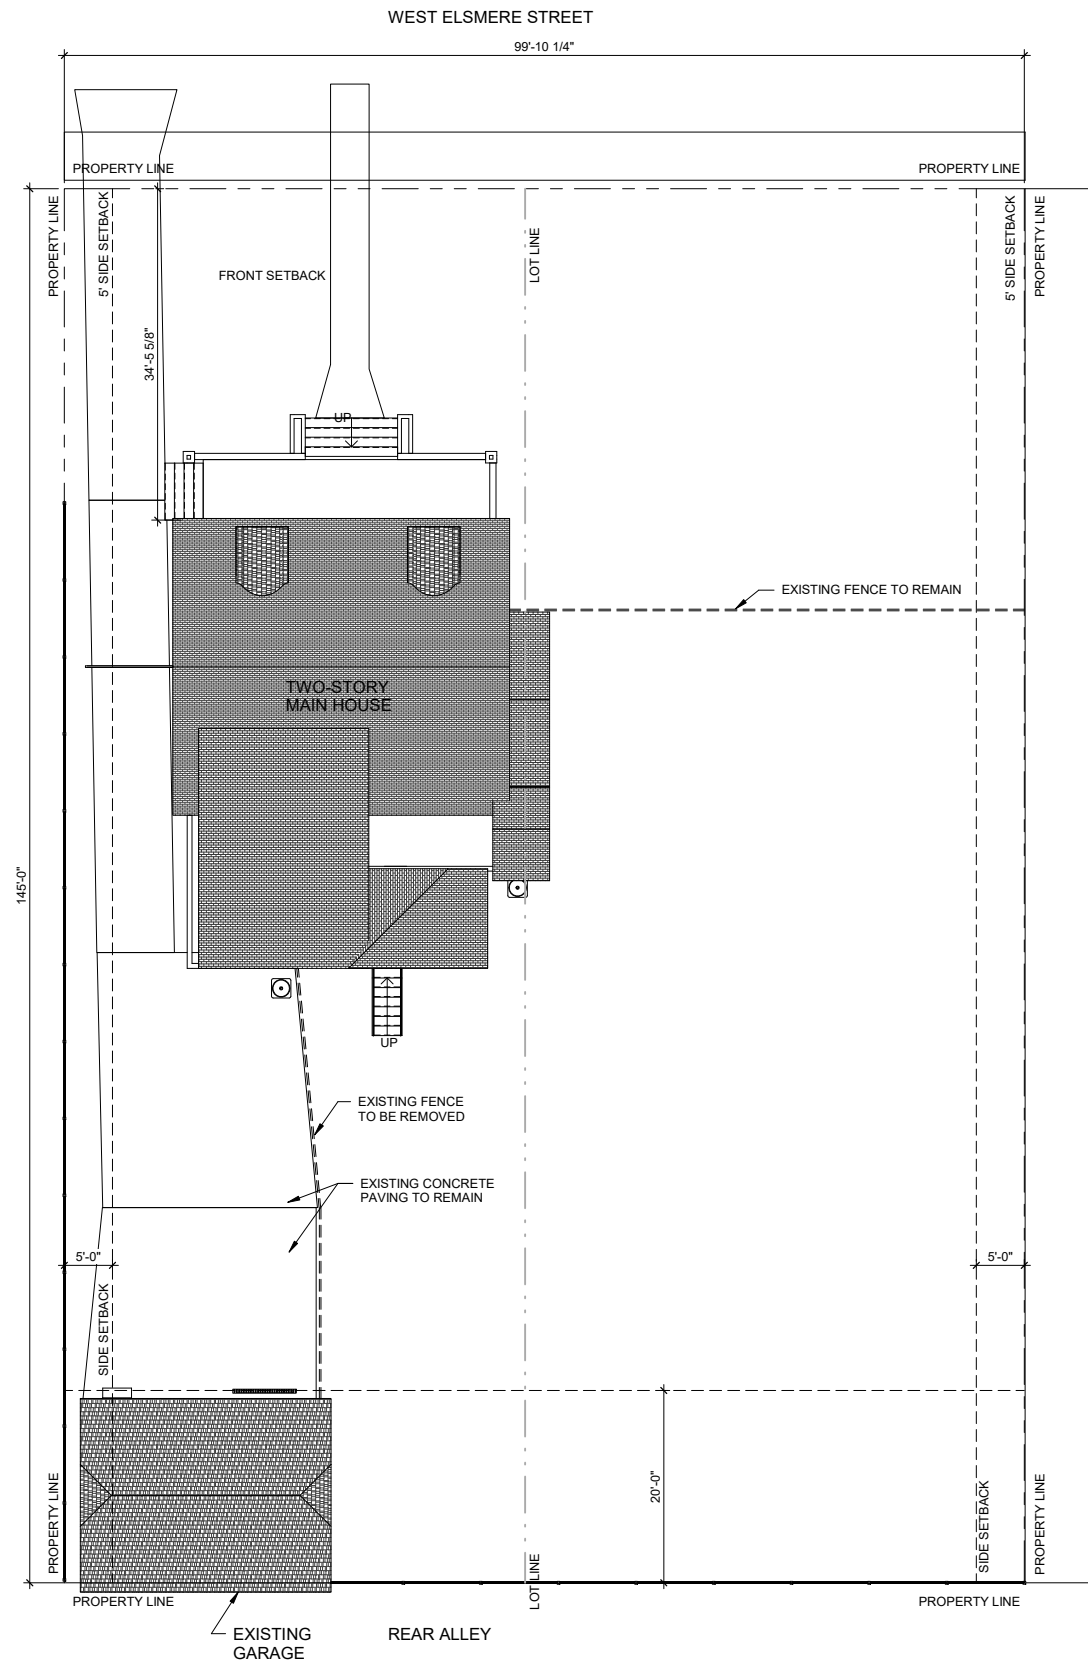 WEST ELSMERE STREET
99'-10 1/4"
PROPERTY LINE
PROPERTY LINE
PROPERTY LINE
5' SIDE SETBACK
LOT LINE
5' SIDE SETBACK
PROPERTY LINE
FRONT SETBACK
34'-5 5/8"
UP
EXISTING FENCE TO REMAIN
TWO-STORY
MAIN HOUSE
145'-0"
UP
EXISTING FENCE
TO BE REMOVED
EXISTING CONCRETE
PAVING TO REMAIN
5'-0"
5'-0"
SIDE SETBACK
20'-0"
PROPERTY LINE
SIDE SETBACK
PROPERTY LINE
LOT LINE
PROPERTY LINE
PROPERTY LINE
EXISTING
GARAGE
REAR ALLEY